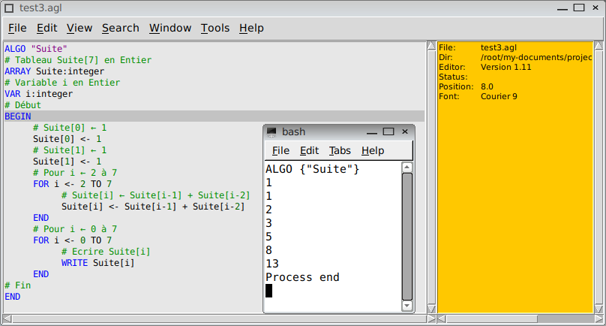 test3.agl
File Edit View Search Window Tools Help
ALGO "Suite"
# Tableau Suite[7] en Entier
ARRAY Suite:integer
# Variable i en Entier
VAR i:integer
# Début
BEGIN
# Suite[0] ← 1
Suite[0] <- 1
# Suite[1] ← 1
Suite[1] <- 1
# Pour i ← 2 à 7
FOR i <- 2 TO 7
# Suite[i] ← Suite[i-1] + Suite[i-2]
Suite[i] <- Suite[i-1] + Suite[i-2]
END
# Pour i ← 0 à 7
FOR i <- 0 TO 7
# Ecrire Suite[i]
WRITE Suite[i]
END
# Fin
END
bash
File Edit Tabs Help
ALGO {"Suite"}
1
1
2
3
5
8
13
Process end
File: test3.agl
Dir: /root/my-documents/projec
Editor: Version 1.11
Status:
Position: 8.0
Font: Courier 9